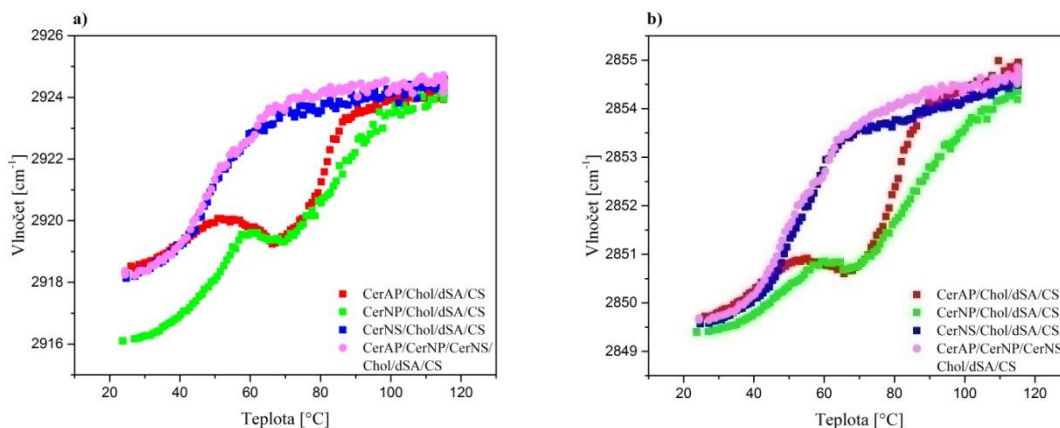 a)
2926
2924
2922
2920
2918
2916
Vlnočet [cm-1]
20 40 60 80 100 120
Teplota [°C]
CerAP/Chol/dSA/CS
CerNP/Chol/dSA/CS
CerNS/Chol/dSA/CS
CerAP/CerNP/CerNS/
Chol/dSA/CS
b)
2855
2854
2853
2852
2851
2850
2849
Vlnočet [cm-1]
20 40 60 80 100 120
Teplota [°C]
CerAP/Chol/dSA/CS
CerNP/Chol/dSA/CS
CerNS/Chol/dSA/CS
CerAP/CerNP/CerNS
Chol/dSA/CS